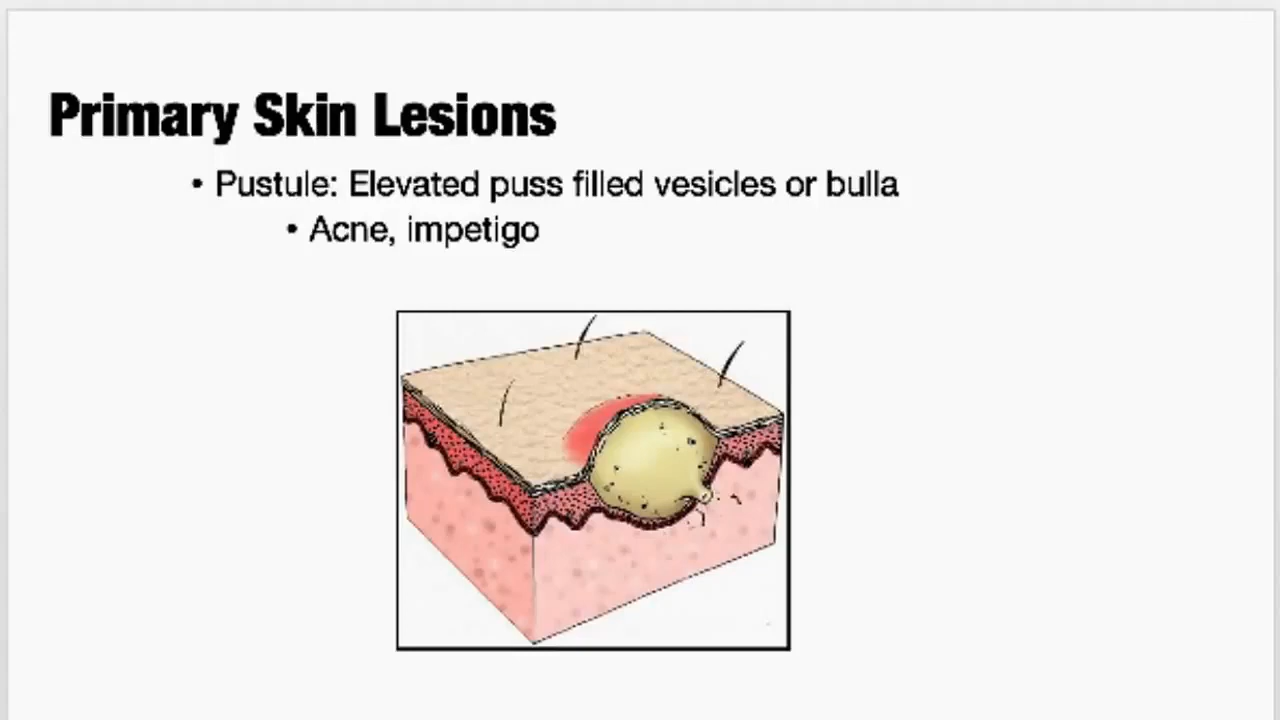 Primary Skin Lesions
• Pustule: Elevated puss filled vesicles or bulla
• Acne, impetigo